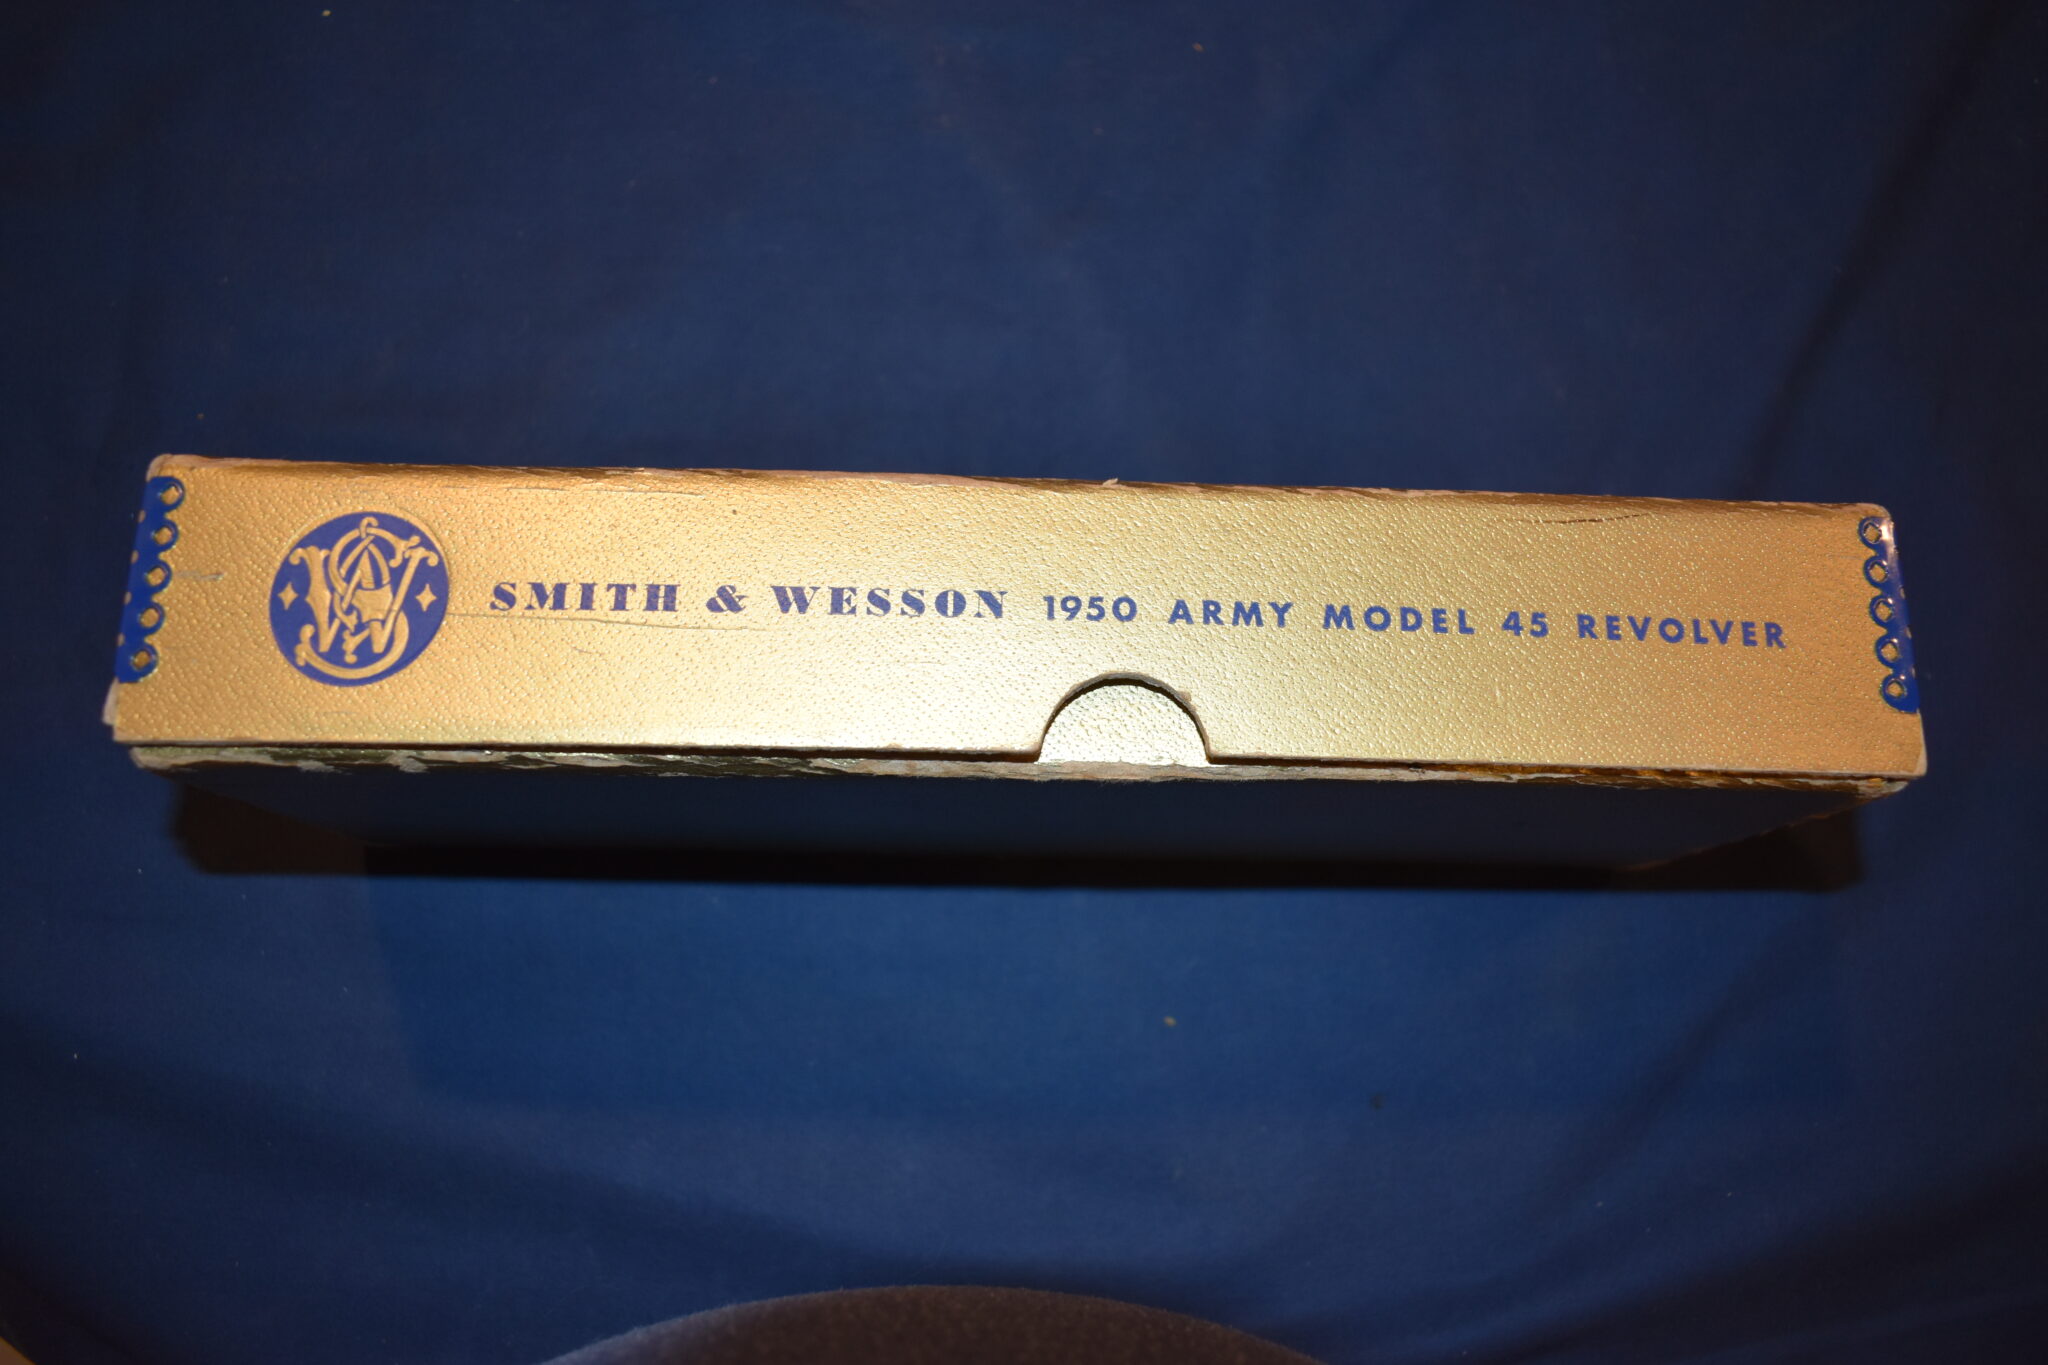 SMITH & WESSON 1950 ARMY MODEL 45 REVOLVER